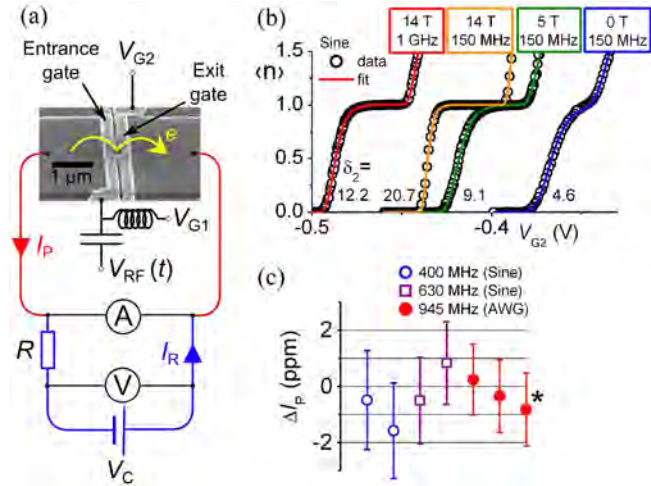 (a)
Entrance
gate
V_G2
Exit
gate
e
1 μm
V_G1
I_P
V_RF (t)
A
R
I_R
V
V_C
(b)
14 T
1 GHz
14 T
150 MHz
5 T
150 MHz
0 T
150 MHz
1.5
⟨n⟩
1.0
0.5
0.0
Sine
data
fit
δ₂ =
12.2 20.7 9.1 4.6
-0.5 -0.4
V_G2 (V)
(c)
400 MHz (Sine)
630 MHz (Sine)
945 MHz (AWG)
ΔI_P (ppm)
2
0
-2
*